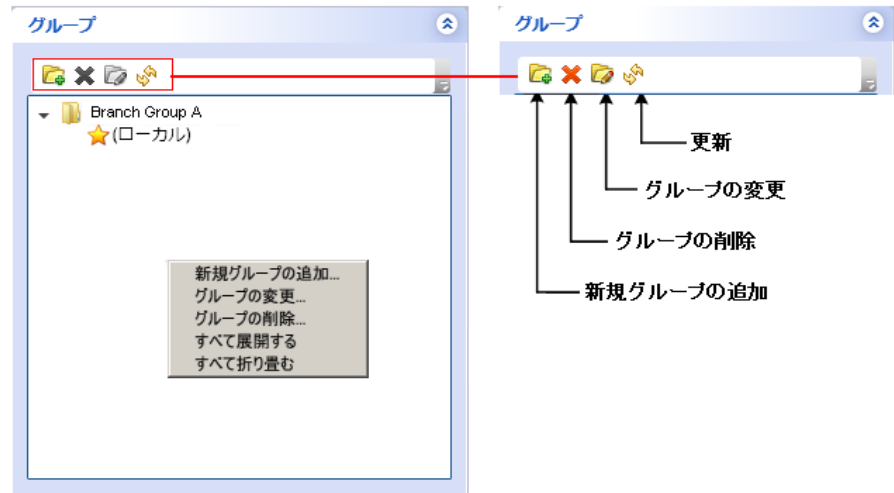 グループ
Branch Group A
(ローカル)
新規グループの追加...
グループの変更...
グループの削除...
すべて展開する
すべて折り畳む
グループ
更新
グループの変更
グループの削除
新規グループの追加